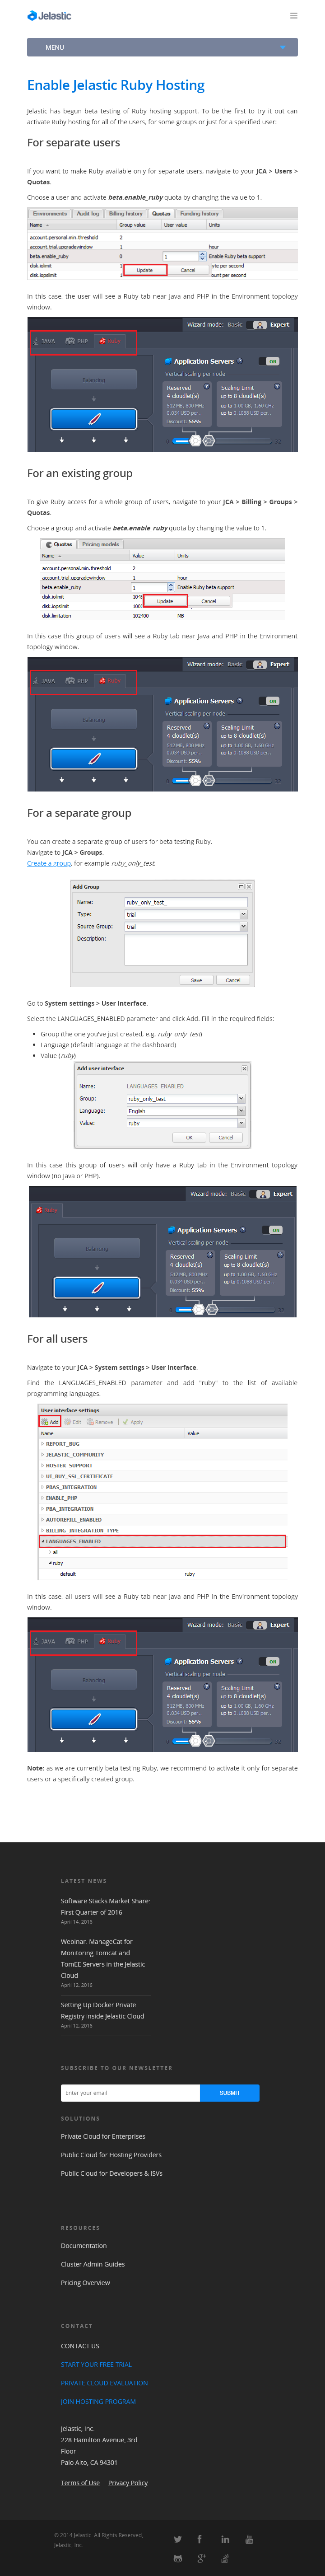 Jelastic
MENU
Enable Jelastic Ruby Hosting
Jelastic has begun beta testing of Ruby hosting support. To be the first to try it out can
activate Ruby hosting for all of the users, for some groups or just for a specified user:
For separate users
If you want to make Ruby available only for separate users, navigate to your JCA > Users >
Quotas.
Choose a user and activate beta.enable_ruby quota by changing the value to 1.
Environments Audit log Billing history Quotas Funding history
Name Group value User value Units
account.personal.min.threshold 2
account.trial.upgradewindow 1
beta.enable_ruby 0 1 Enable Ruby beta support
disk.iolimit Update Cancel byte per second
disk.iopslimit count per second
In this case, the user will see a Ruby tab near Java and PHP in the Environment topology
window.
Wizard mode: Basic Expert
JAVA PHP Ruby
Balancing
Application Servers ON
Vertical scaling per node
Reserved Scaling Limit
4 cloudlet(s) up to 8 cloudlet(s)
512 MB, 800 MHz up to 1.00 GB, 1.60 GHz
0.034 USD per... up to 0.1088 USD per...
Discount: 55%
For an existing group
To give Ruby access for a whole group of users, navigate to your JCA > Billing > Groups >
Quotas.
Choose a group and activate beta.enable_ruby quota by changing the value to 1.
Quotas Pricing models
Name Value Units
account.personal.min.threshold 2
account.trial.upgradewindow 1
beta.enable_ruby 1 Enable Ruby beta support
disk.iolimit
disk.iopslimit Update Cancel
disk.limitation 102400 MB
In this case this group of users will see a Ruby tab near Java and PHP in the Environment
topology window.
Wizard mode: Basic Expert
JAVA PHP Ruby
Balancing
Application Servers ON
Vertical scaling per node
Reserved Scaling Limit
4 cloudlet(s) up to 8 cloudlet(s)
512 MB, 800 MHz up to 1.00 GB, 1.60 GHz
0.034 USD per... up to 0.1088 USD per...
Discount: 55%
For a separate group
You can create a separate group of users for beta testing Ruby.
Navigate to JCA > Groups.
Create a group, for example ruby_only_test.
Add Group
Name: ruby_only_test_
Type: trial
Source Group: trial
Description:
Save Cancel
Go to System settings > User Interface.
Select the LANGUAGES_ENABLED parameter and click Add. Fill in the required fields:
Group (the one you've just created, e.g. ruby_only_test)
Language (default language at the dashboard)
Value (ruby)
Add user interface
Name: LANGUAGES_ENABLED
Group: ruby_only_test
Language: English
Value: ruby
OK Cancel
In this case this group of users will only have a Ruby tab in the Environment topology
window (no Java or PHP).
Wizard mode: Basic Expert
Ruby
Balancing
Application Servers ON
Vertical scaling per node
Reserved Scaling Limit
4 cloudlet(s) up to 8 cloudlet(s)
512 MB, 800 MHz up to 1.00 GB, 1.60 GHz
0.034 USD per... up to 0.1088 USD per...
Discount: 55%
For all users
Navigate to your JCA > System settings > User Interface.
Find the LANGUAGES_ENABLED parameter and add "ruby" to the list of available
programming languages.
User interface settings
Add Edit Remove Apply
Name Value
REPORT_BUG
JELASTIC_COMMUNITY
HOSTER_SUPPORT
UI_BUY_SSL_CERTIFICATE
PBAS_INTEGRATION
ENABLE_PHP
PBA_INTEGRATION
AUTOREFILL_ENABLED
BILLING_INTEGRATION_TYPE
LANGUAGES_ENABLED
all
ruby
default ruby
In this case, all users will see a Ruby tab near Java and PHP in the Environment topology
window.
Wizard mode: Basic Expert
JAVA PHP Ruby
Balancing
Application Servers ON
Vertical scaling per node
Reserved Scaling Limit
4 cloudlet(s) up to 8 cloudlet(s)
512 MB, 800 MHz up to 1.00 GB, 1.60 GHz
0.034 USD per... up to 0.1088 USD per...
Discount: 55%
Note: as we are currently beta testing Ruby, we recommend to activate it only for separate
users or a specifically created group.
LATEST NEWS
Software Stacks Market Share:
First Quarter of 2016
April 14, 2016
Webinar: ManageCat for
Monitoring Tomcat and
TomEE Servers in the Jelastic
Cloud
April 12, 2016
Setting Up Docker Private
Registry inside Jelastic Cloud
April 12, 2016
SUBSCRIBE TO OUR NEWSLETTER
Enter your email SUBMIT
SOLUTIONS
Private Cloud for Enterprises
Public Cloud for Hosting Providers
Public Cloud for Developers & ISVs
RESOURCES
Documentation
Cluster Admin Guides
Pricing Overview
CONTACT
CONTACT US
START YOUR FREE TRIAL
PRIVATE CLOUD EVALUATION
JOIN HOSTING PROGRAM
Jelastic, Inc.
228 Hamilton Avenue, 3rd
Floor
Palo Alto, CA 94301
Terms of Use Privacy Policy
© 2014 Jelastic. All Rights Reserved,
Jelastic, Inc.